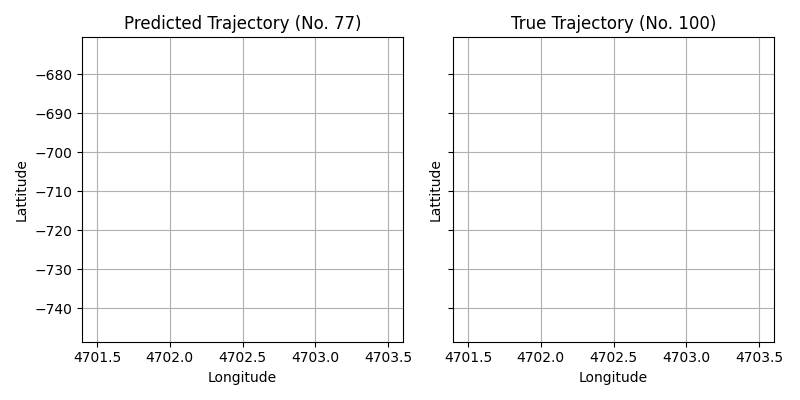 Predicted Trajectory (No. 77)
True Trajectory (No. 100)
Lattitude
−680
−690
−700
−710
−720
−730
−740
4701.5 4702.0 4702.5 4703.0 4703.5
Longitude
Lattitude
4701.5 4702.0 4702.5 4703.0 4703.5
Longitude